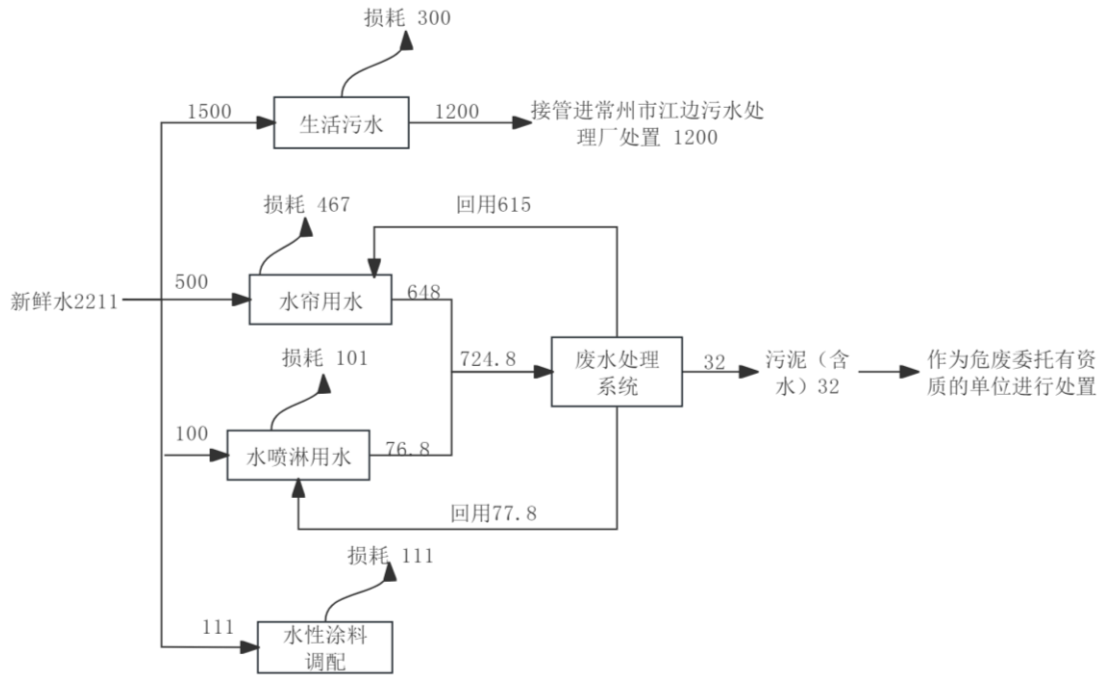 损耗 300
1500
生活污水
1200
接管进常州市江边污水处
理厂处置 1200
损耗 467
回用615
500
新鲜水2211
水帘用水
648
损耗 101
724.8
废水处理
系统
32
污泥（含
水）32
作为危废委托有资
质的单位进行处置
100
水喷淋用水
76.8
回用77.8
损耗 111
111
水性涂料
调配